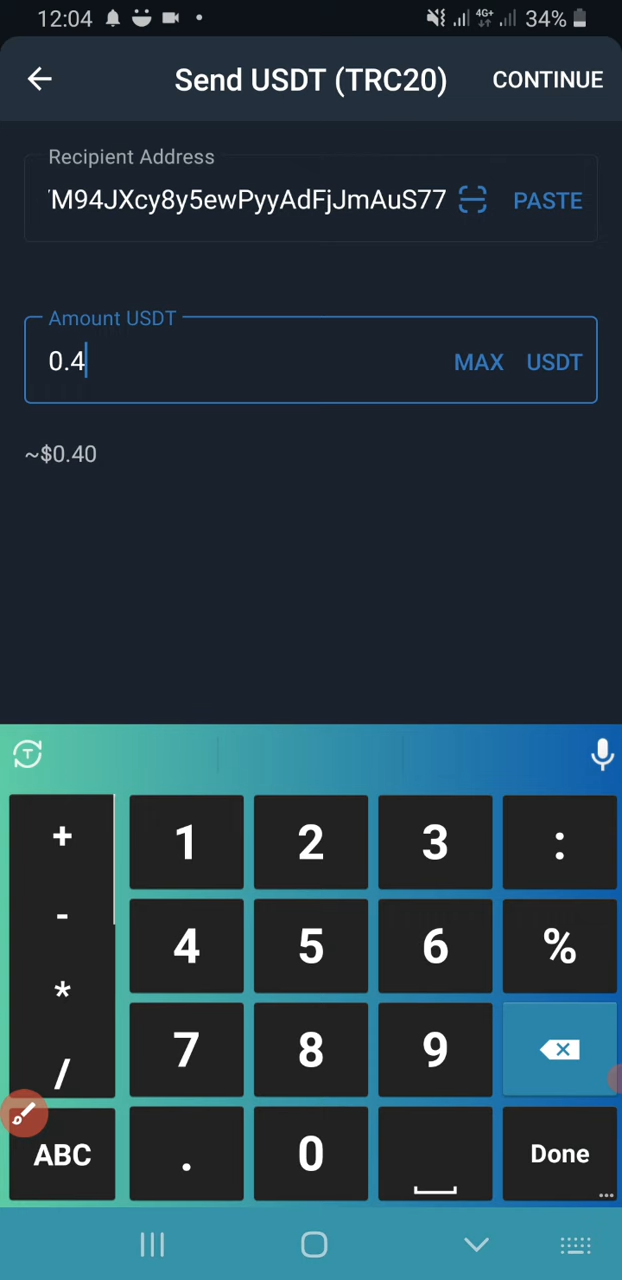 12:04
4G+
34%
Send USDT (TRC20)
CONTINUE
Recipient Address
M94JXcy8y5ewPyyAdFjJmAuS77
PASTE
Amount USDT
0.4
MAX
USDT
~$0.40
T
+
1
2
3
:
-
4
5
6
%
*
7
8
9
/
ABC
.
0
Done
...